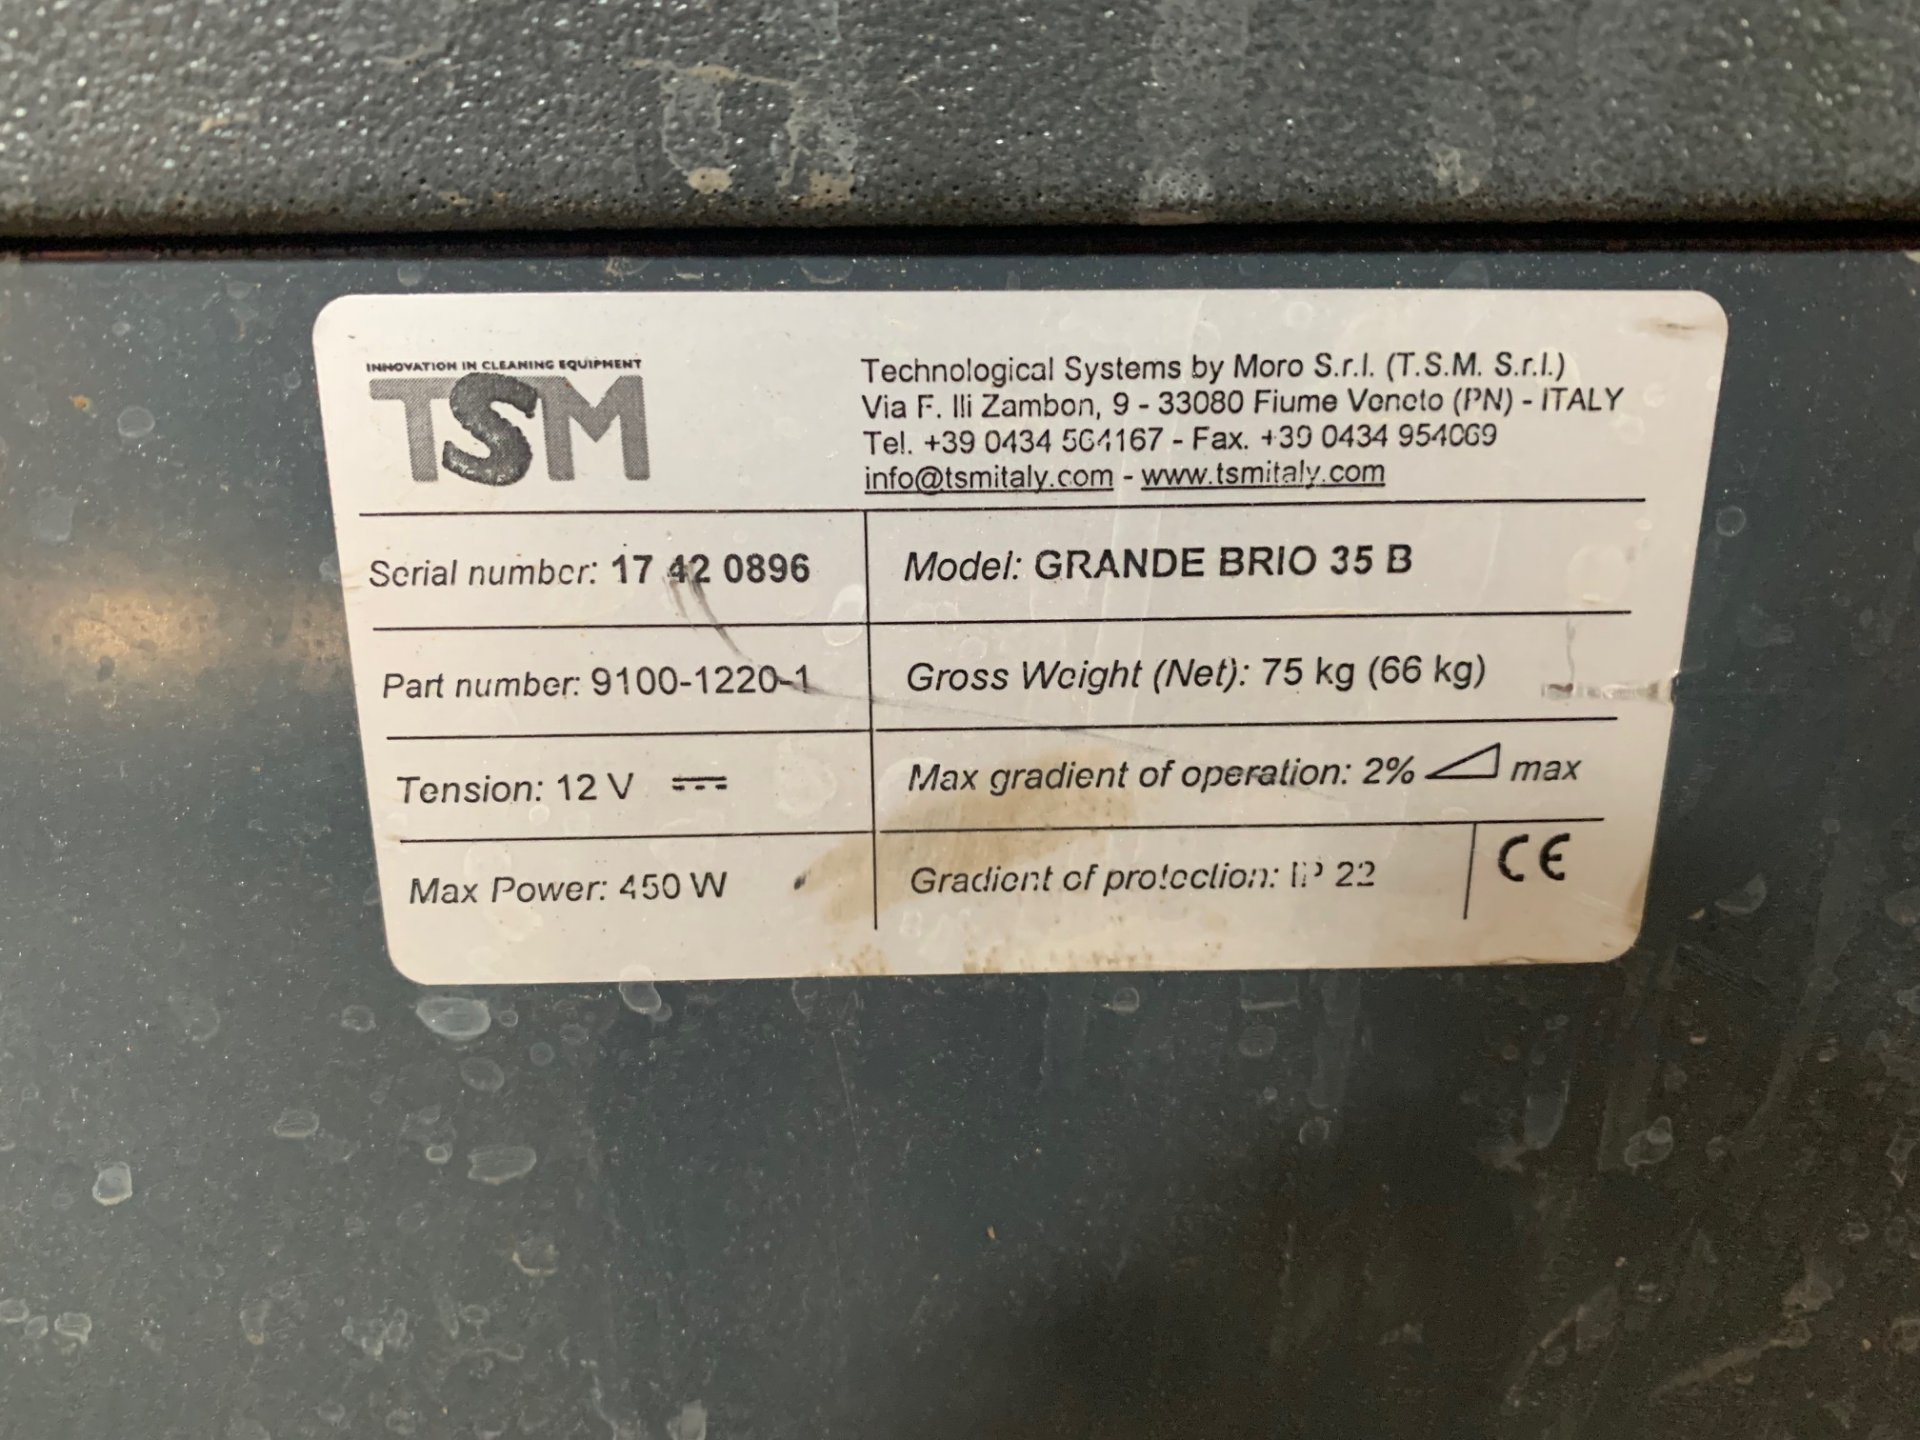 INNOVATION IN CLEANING EQUIPMENT
TSM
Technological Systems by Moro S.r.l. (T.S.M. S.r.l.)
Via F. lli Zambon, 9 - 33080 Fiume Veneto (PN) - ITALY
Tel. +39 0434 564167 - Fax. +39 0434 954069
info@tsmitaly.com - www.tsmitaly.com
Serial number: 17 42 0896
Model: GRANDE BRIO 35 B
Part number: 9100-1220-1
Gross Weight (Net): 75 kg (66 kg)
Tension: 12 V
Max gradient of operation: 2% max
Max Power: 450 W
Gradient of protection: IP 22
CE